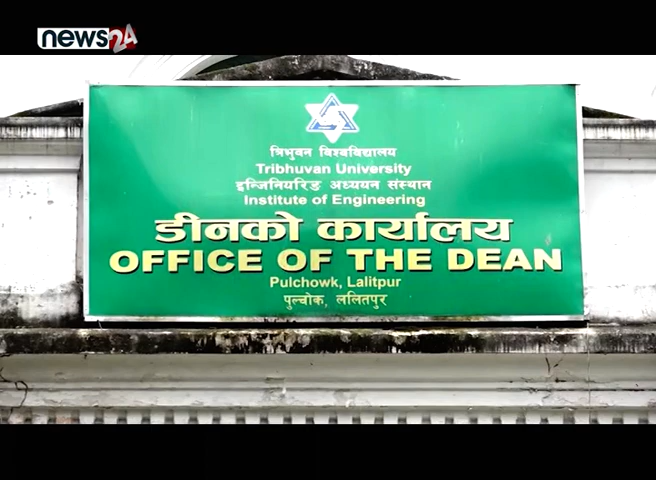 news24
त्रिभुवन विश्वविद्यालय
Tribhuvan University
इन्जिनियरिङ अध्ययन संस्थान
Institute of Engineering
डीनको कार्यालय
OFFICE OF THE DEAN
Pulchowk, Lalitpur
पुल्चोक, ललितपुर